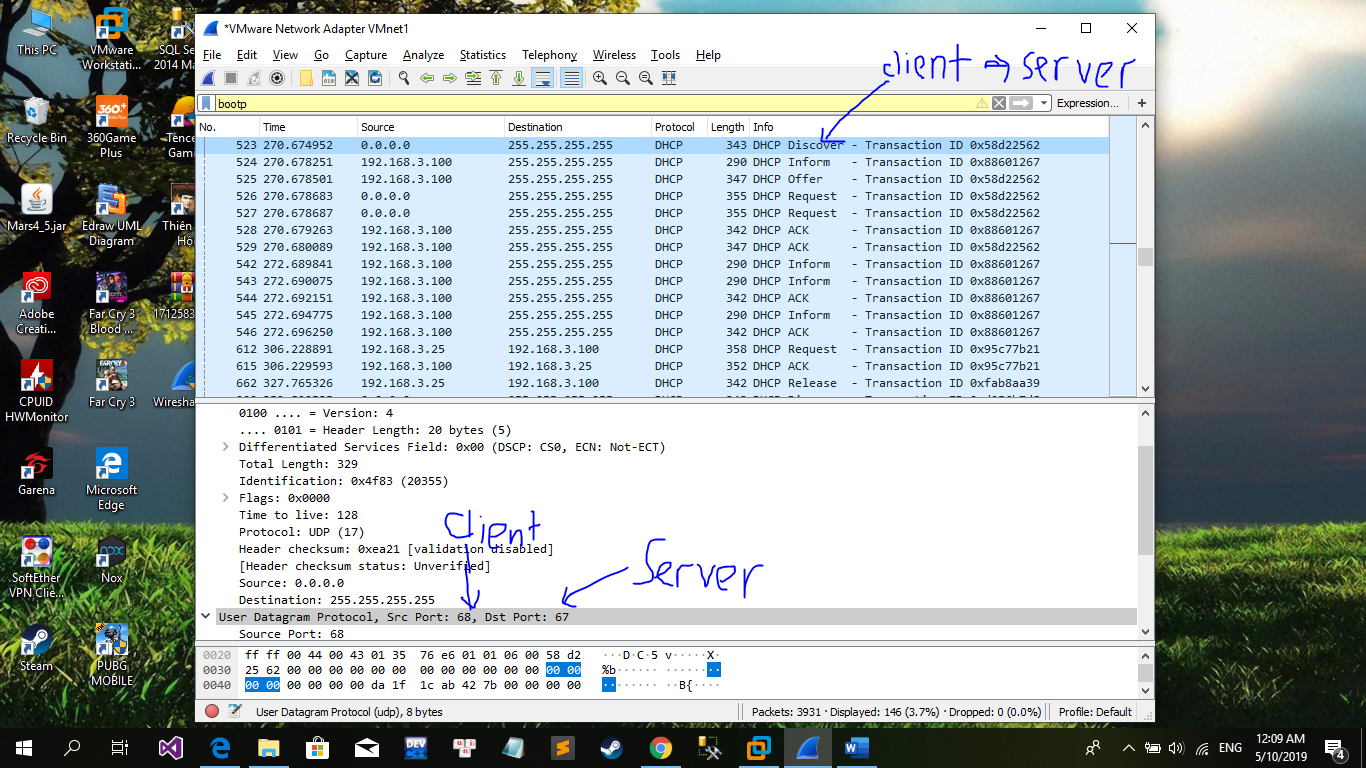 This PC
VMware Workstati...
SQL Se 2014 Ma
Recycle Bin
360Game Plus
Tence Gam
Mars4_5.jar
Edraw UML Diagram
Thiên Hộ
Adobe Creati...
Far Cry 3 Blood ...
1712583
CPUID HWMonitor
Far Cry 3
Wiresha
Garena
Microsoft Edge
SoftEther VPN Clie...
Nox
Steam
PUBG MOBILE
*VMware Network Adapter VMnet1
File Edit View Go Capture Analyze Statistics Telephony Wireless Tools Help
client ⇒ server
bootp Expression... +
No. Time Source Destination Protocol Length Info
523 270.674952 0.0.0.0 255.255.255.255 DHCP 343 DHCP Discover - Transaction ID 0x58d22562
524 270.678251 192.168.3.100 255.255.255.255 DHCP 290 DHCP Inform - Transaction ID 0x88601267
525 270.678501 192.168.3.100 255.255.255.255 DHCP 347 DHCP Offer - Transaction ID 0x58d22562
526 270.678683 0.0.0.0 255.255.255.255 DHCP 355 DHCP Request - Transaction ID 0x58d22562
527 270.678687 0.0.0.0 255.255.255.255 DHCP 355 DHCP Request - Transaction ID 0x58d22562
528 270.679263 192.168.3.100 255.255.255.255 DHCP 342 DHCP ACK - Transaction ID 0x88601267
529 270.680089 192.168.3.100 255.255.255.255 DHCP 347 DHCP ACK - Transaction ID 0x58d22562
542 272.689841 192.168.3.100 255.255.255.255 DHCP 290 DHCP Inform - Transaction ID 0x88601267
543 272.690075 192.168.3.100 255.255.255.255 DHCP 290 DHCP Inform - Transaction ID 0x88601267
544 272.692151 192.168.3.100 255.255.255.255 DHCP 342 DHCP ACK - Transaction ID 0x88601267
545 272.694775 192.168.3.100 255.255.255.255 DHCP 290 DHCP Inform - Transaction ID 0x88601267
546 272.696250 192.168.3.100 255.255.255.255 DHCP 342 DHCP ACK - Transaction ID 0x88601267
612 306.228891 192.168.3.25 192.168.3.100 DHCP 358 DHCP Request - Transaction ID 0x95c77b21
615 306.229593 192.168.3.100 192.168.3.25 DHCP 352 DHCP ACK - Transaction ID 0x95c77b21
662 327.765326 192.168.3.25 192.168.3.100 DHCP 342 DHCP Release - Transaction ID 0xfab8aa39
0100 .... = Version: 4
.... 0101 = Header Length: 20 bytes (5)
Differentiated Services Field: 0x00 (DSCP: CS0, ECN: Not-ECT)
Total Length: 329
Identification: 0x4f83 (20355)
Flags: 0x0000
Time to live: 128
Protocol: UDP (17)
client
Header checksum: 0xea21 [validation disabled]
[Header checksum status: Unverified]
Server
Source: 0.0.0.0
Destination: 255.255.255.255
User Datagram Protocol, Src Port: 68, Dst Port: 67
Source Port: 68
0020 ff ff 00 44 00 43 01 35 76 e6 01 01 06 00 58 d2 ···D·C·5 v·····X·
0030 25 62 00 00 00 00 00 00 00 00 00 00 00 00 00 00 %b······ ········
0040 00 00 00 00 00 00 da 1f 1c ab 42 7b 00 00 00 00 ········ ··B{····
User Datagram Protocol (udp), 8 bytes
Packets: 3931 · Displayed: 146 (3.7%) · Dropped: 0 (0.0%)
Profile: Default
DEV
ENG
12:09 AM
5/10/2019
4